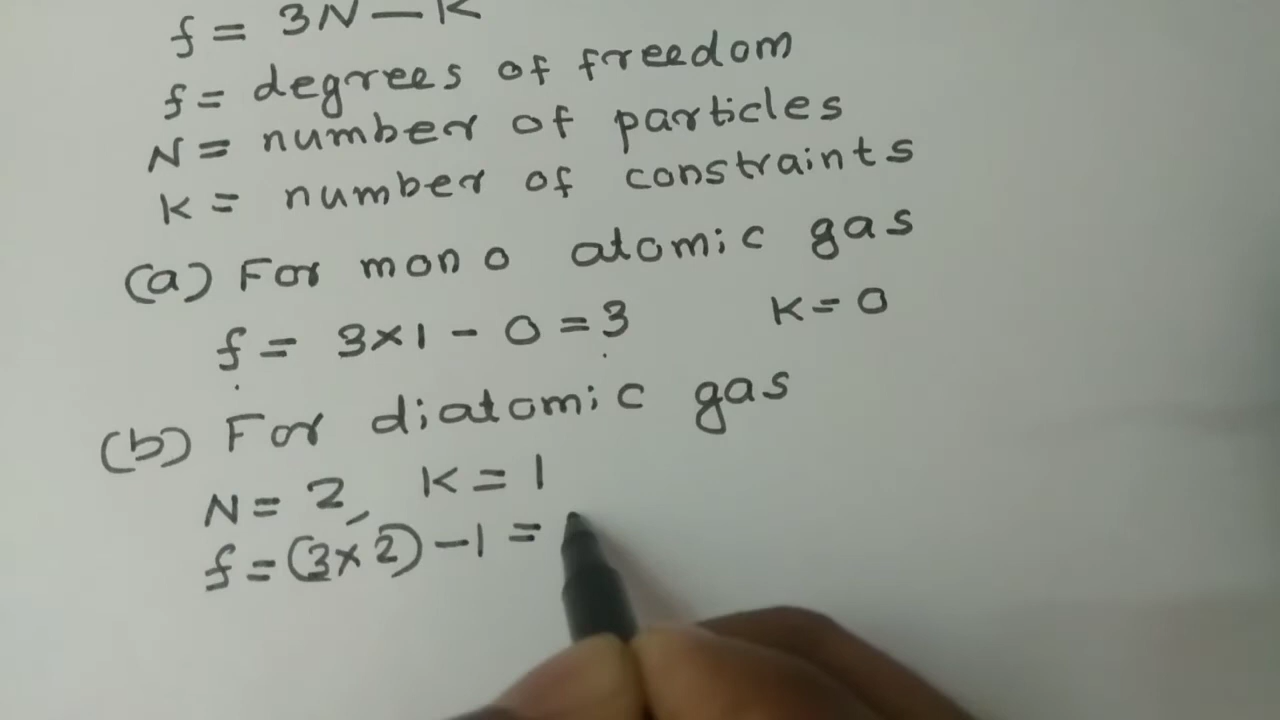 f = 3N - K
f = degrees of freedom
N = number of particles
K = number of constraints
(a) For mono atomic gas
f = 3×1 - 0 = 3 K = 0
(b) For diatomic gas
N = 2, K = 1
f = (3×2) - 1 =